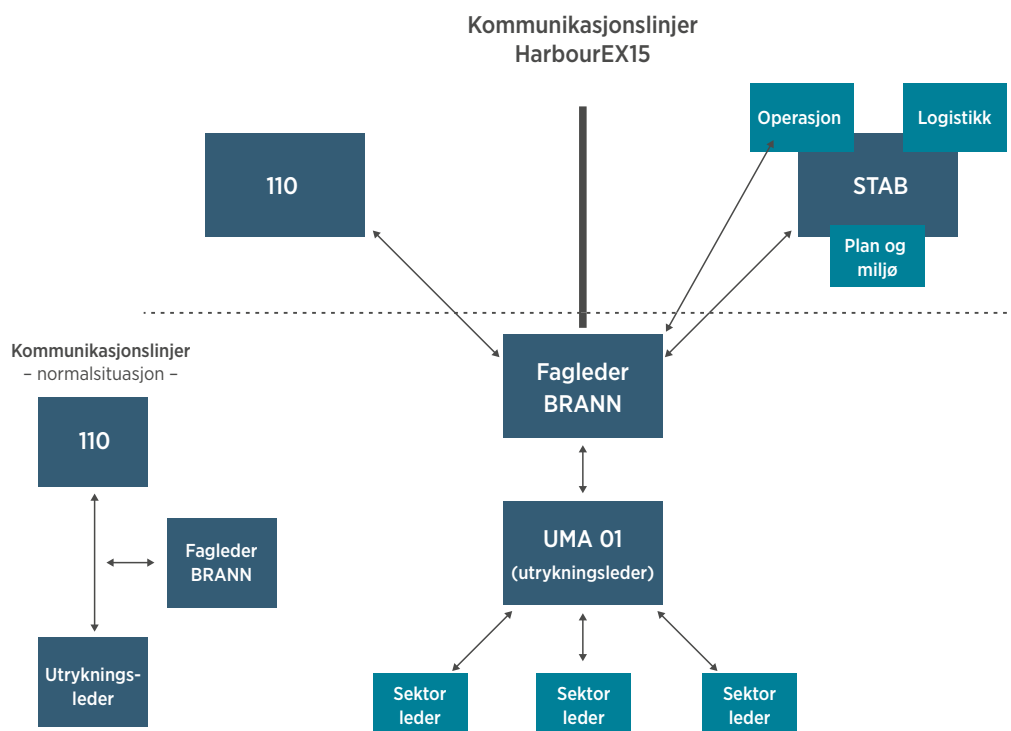 Kommunikasjonslinjer
HarbourEX15
Operasjon
Logistikk
110
STAB
Plan og
miljø
Kommunikasjonslinjer
– normalsituasjon –
110
Fagleder
BRANN
Utryknings-
leder
Fagleder
BRANN
UMA 01
(utrykningsleder)
Sektor
leder
Sektor
leder
Sektor
leder